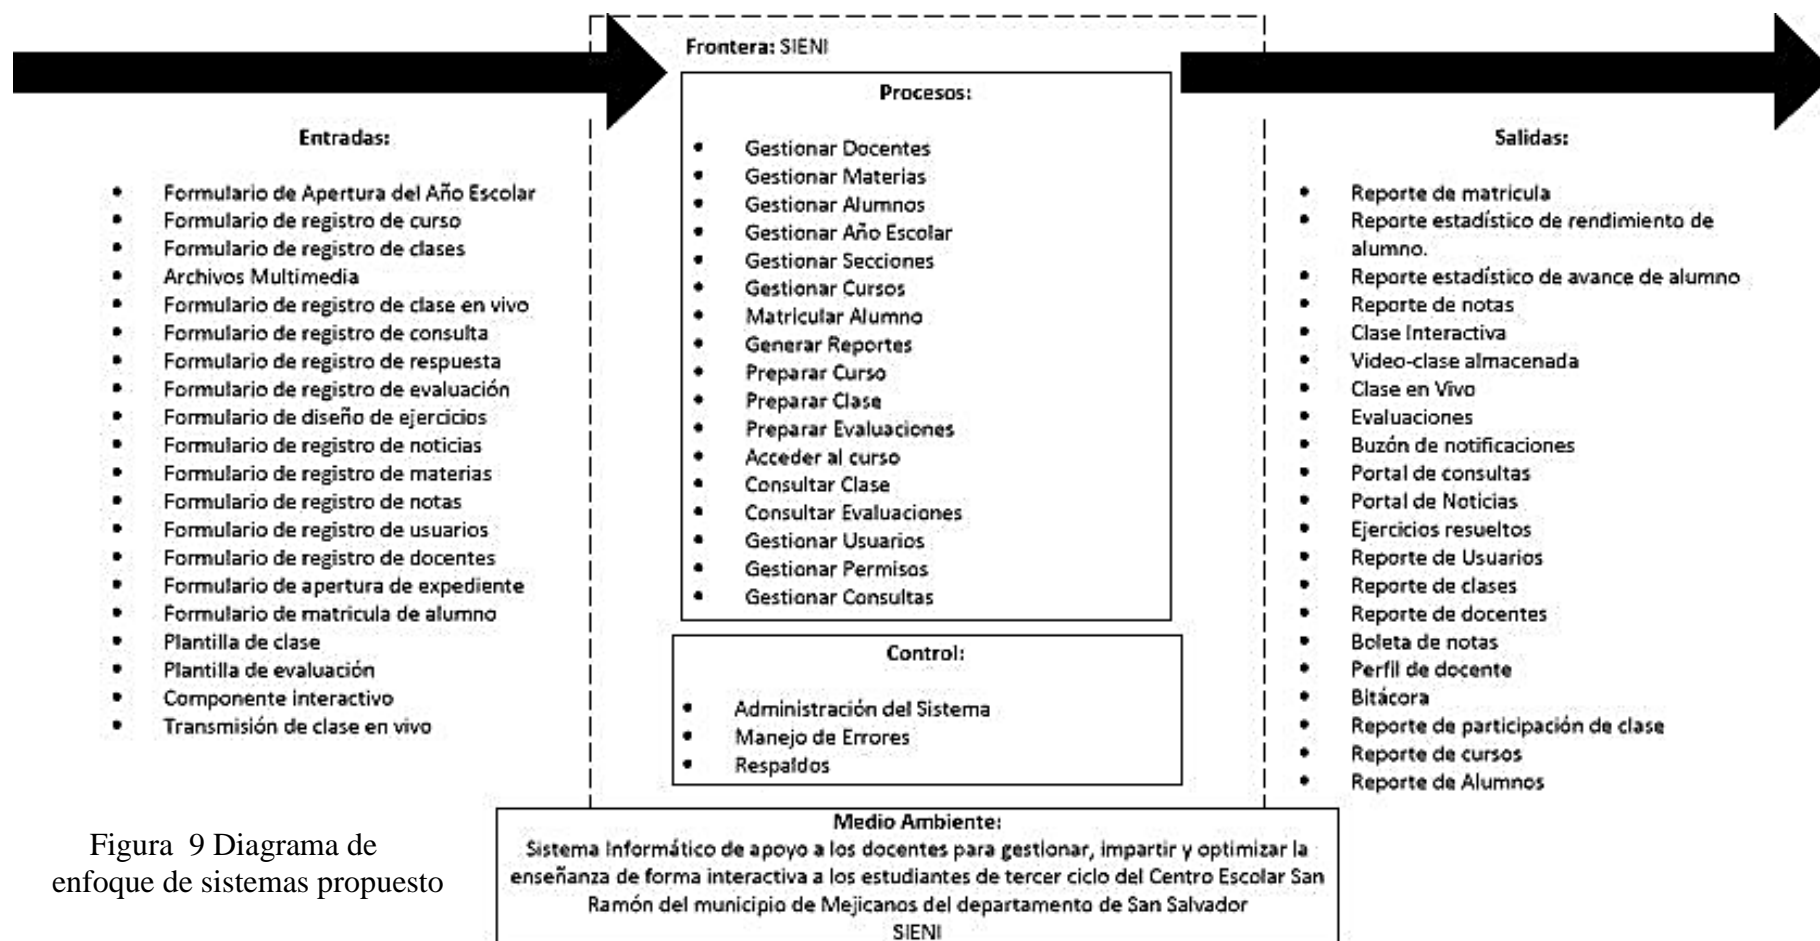 Frontera: SIENI
Entradas:
Formulario de Apertura del Año Escolar
Formulario de registro de curso
Formulario de registro de clases
Archivos Multimedia
Formulario de registro de clase en vivo
Formulario de registro de consulta
Formulario de registro de respuesta
Formulario de registro de evaluación
Formulario de diseño de ejercicios
Formulario de registro de noticias
Formulario de registro de materias
Formulario de registro de notas
Formulario de registro de usuarios
Formulario de registro de docentes
Formulario de apertura de expediente
Formulario de matricula de alumno
Plantilla de clase
Plantilla de evaluación
Componente interactivo
Transmisión de clase en vivo
Procesos:
Gestionar Docentes
Gestionar Materias
Gestionar Alumnos
Gestionar Año Escolar
Gestionar Secciones
Gestionar Cursos
Matricular Alumno
Generar Reportes
Preparar Curso
Preparar Clase
Preparar Evaluaciones
Acceder al curso
Consultar Clase
Consultar Evaluaciones
Gestionar Usuarios
Gestionar Permisos
Gestionar Consultas
Control:
Administración del Sistema
Manejo de Errores
Respaldos
Salidas:
Reporte de matricula
Reporte estadístico de rendimiento de
alumno.
Reporte estadístico de avance de alumno
Reporte de notas
Clase Interactiva
Video-clase almacenada
Clase en Vivo
Evaluaciones
Buzón de notificaciones
Portal de consultas
Portal de Noticias
Ejercicios resueltos
Reporte de Usuarios
Reporte de clases
Reporte de docentes
Boleta de notas
Perfil de docente
Bitácora
Reporte de participación de clase
Reporte de cursos
Reporte de Alumnos
Medio Ambiente:
Sistema Informático de apoyo a los docentes para gestionar, impartir y optimizar la
enseñanza de forma interactiva a los estudiantes de tercer ciclo del Centro Escolar San
Ramón del municipio de Mejicanos del departamento de San Salvador
SIENI
Figura 9 Diagrama de
enfoque de sistemas propuesto